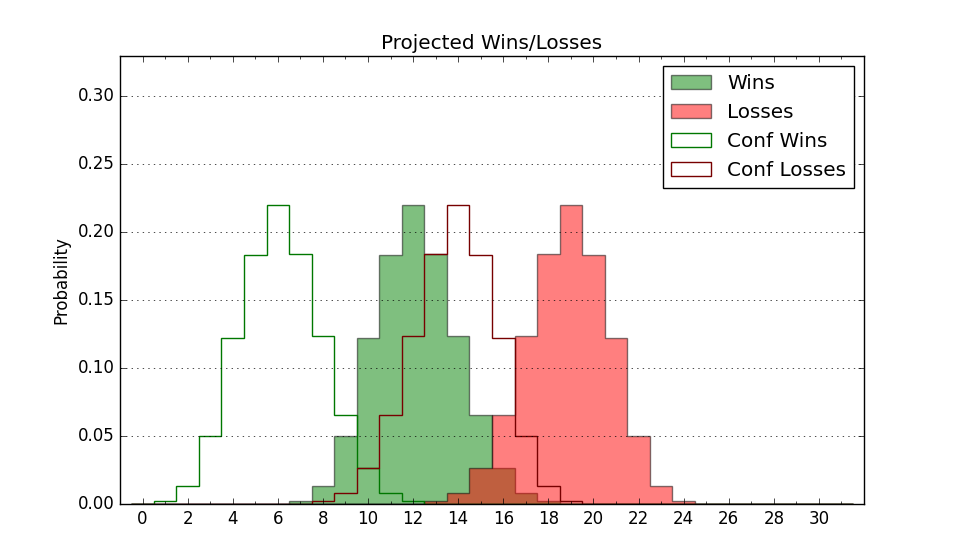 Projected Wins/Losses
Wins
Losses
Conf Wins
Conf Losses
Probability
0.30
0.25
0.20
0.15
0.10
0.05
0.00
0 2 4 6 8 10 12 14 16 18 20 22 24 26 28 30